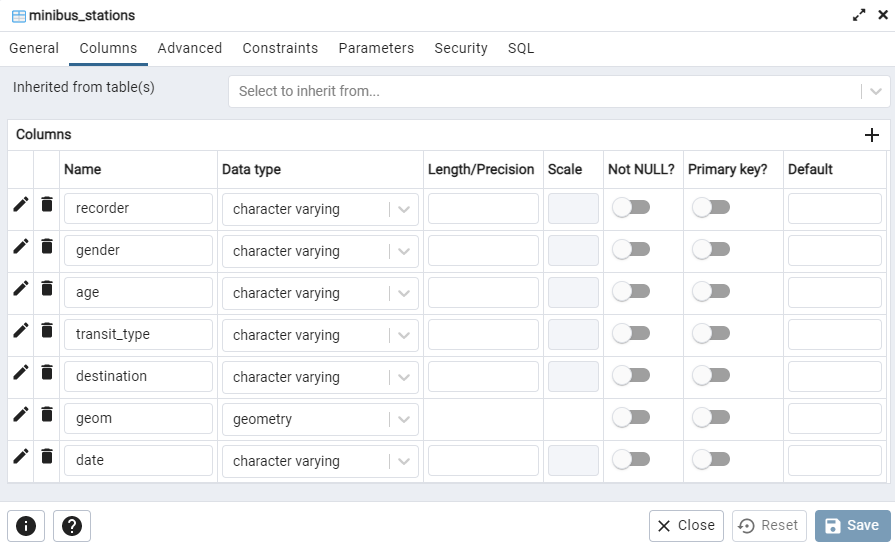 minibus_stations
General Columns Advanced Constraints Parameters Security SQL
Inherited from table(s) Select to inherit from...
Columns
Name Data type Length/Precision Scale Not NULL? Primary key? Default
recorder character varying
gender character varying
age character varying
transit_type character varying
destination character varying
geom geometry
date character varying
Close Reset Save